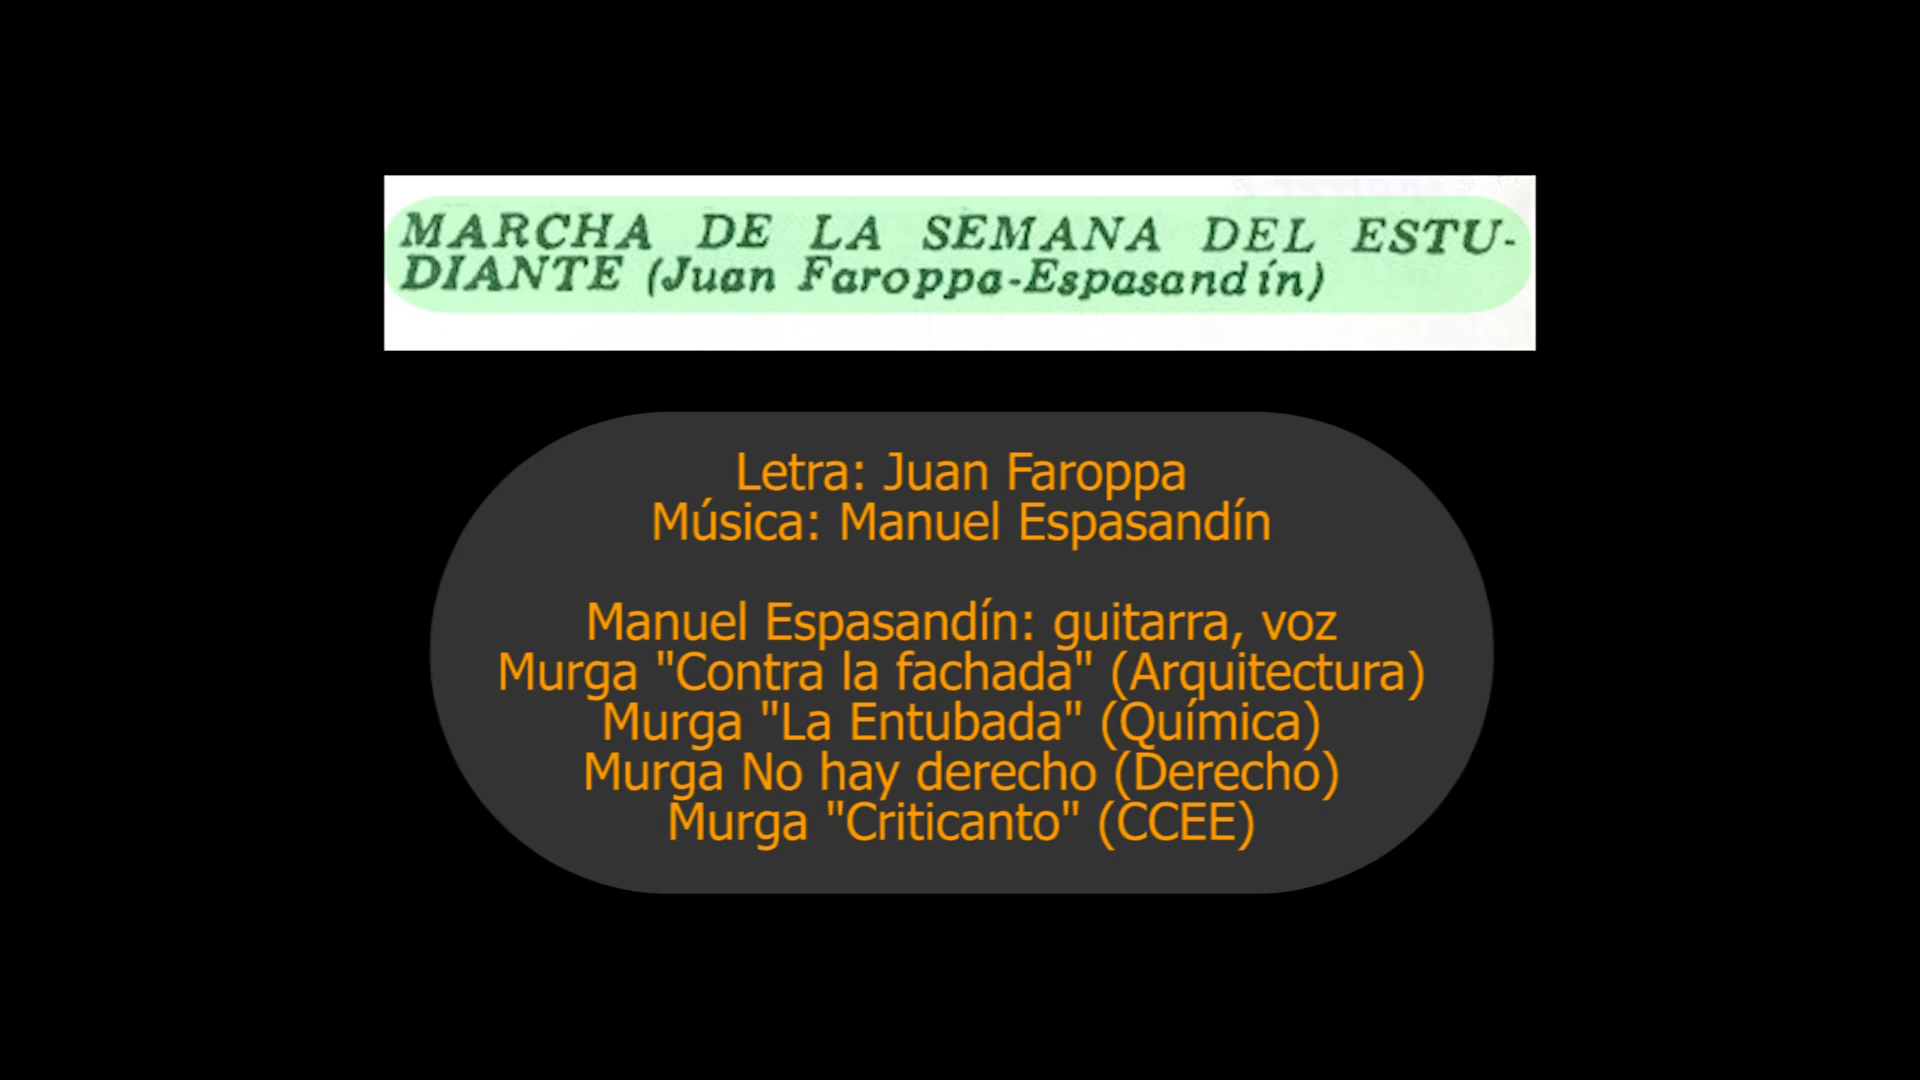 MARCHA DE LA SEMANA DEL ESTU-
DIANTE (Juan Faroppa-Espasandín)
Letra: Juan Faroppa
Música: Manuel Espasandín
Manuel Espasandín: guitarra, voz
Murga "Contra la fachada" (Arquitectura)
Murga "La Entubada" (Química)
Murga No hay derecho (Derecho)
Murga "Criticanto" (CCEE)